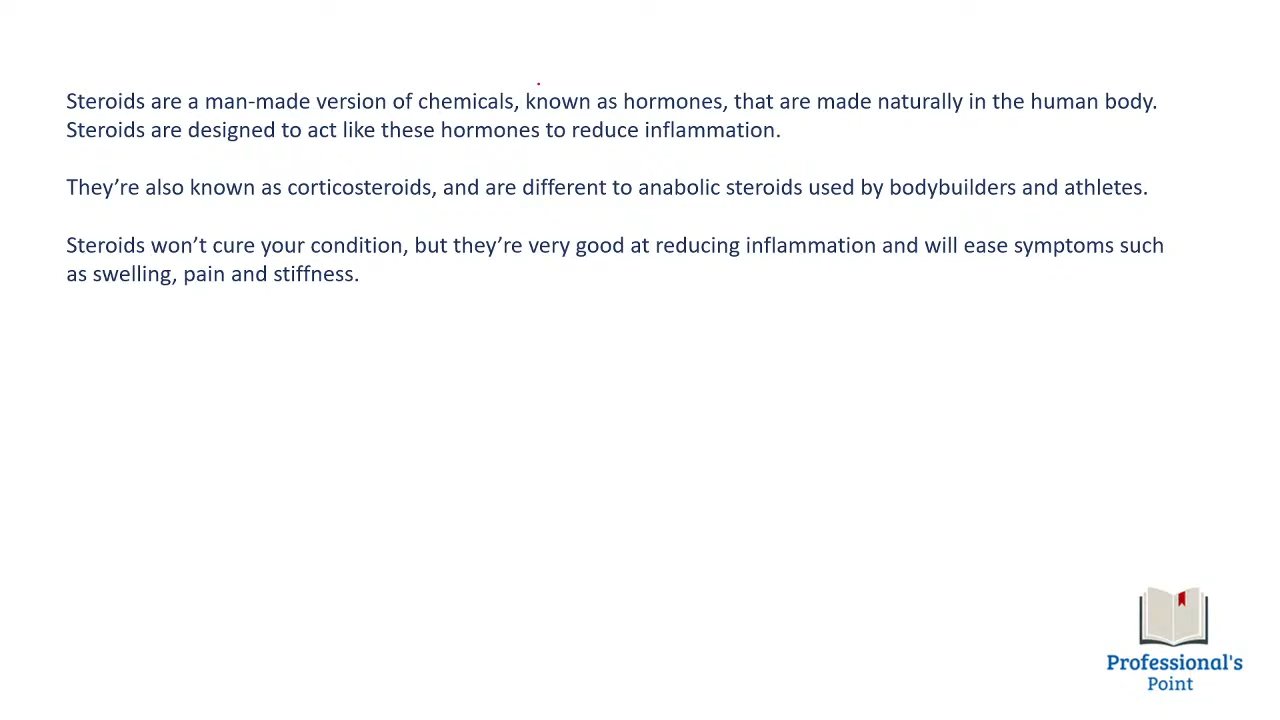 Steroids are a man-made version of chemicals, known as hormones, that are made naturally in the human body.
Steroids are designed to act like these hormones to reduce inflammation.
They’re also known as corticosteroids, and are different to anabolic steroids used by bodybuilders and athletes.
Steroids won’t cure your condition, but they’re very good at reducing inflammation and will ease symptoms such
as swelling, pain and stiffness.
Professional's
Point